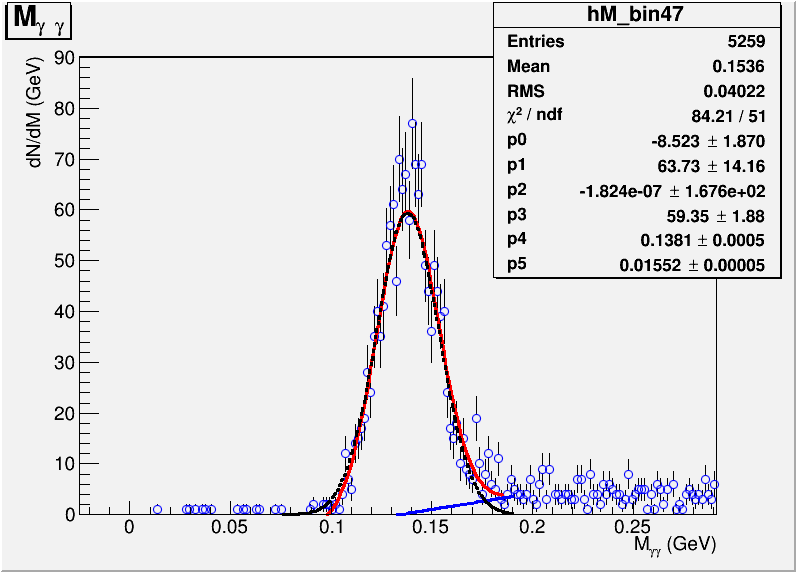 M γ γ
hM_bin47
Entries 5259
Mean 0.1536
RMS 0.04022
χ² / ndf 84.21 / 51
p0 -8.523 ± 1.870
p1 63.73 ± 14.16
p2 -1.824e-07 ± 1.676e+02
p3 59.35 ± 1.88
p4 0.1381 ± 0.0005
p5 0.01552 ± 0.00005
dN/dM (GeV)
90
80
70
60
50
40
30
20
10
0
0 0.05 0.1 0.15 0.2 0.25
Mγγ (GeV)